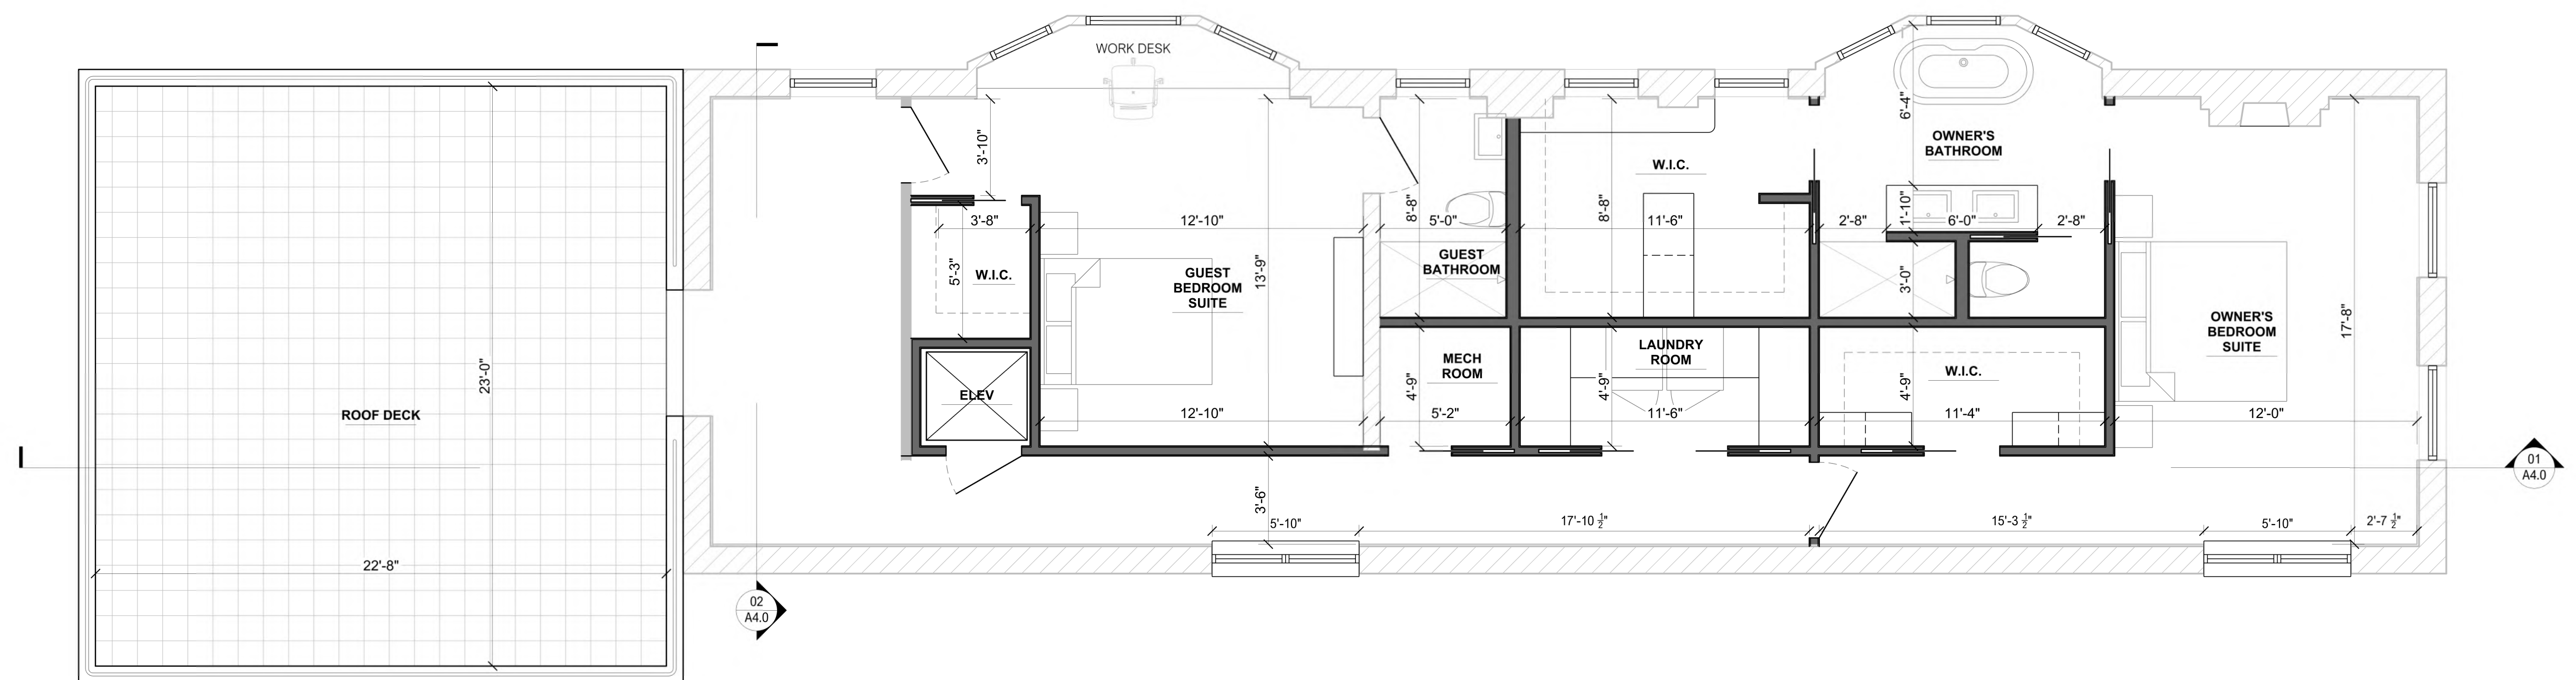 WORK DESK
OWNER'S
BATHROOM
6'-4"
3'-10"
W.I.C.
3'-8"
12'-10"
8'-8"
5'-0"
8'-8"
11'-6"
2'-8"
1'-10"
6'-0"
2'-8"
5'-3"
W.I.C.
GUEST
BEDROOM
SUITE
13'-9"
GUEST
BATHROOM
3'-0"
OWNER'S
BEDROOM
SUITE
17'-8"
23'-0"
ROOF DECK
ELEV
MECH
ROOM
LAUNDRY
ROOM
W.I.C.
12'-10"
4'-9"
5'-2"
4'-9"
11'-6"
4'-9"
11'-4"
12'-0"
01
A4.0
3'-6"
5'-10"
17'-10 1/2"
15'-3 1/2"
5'-10"
2'-7 1/2"
22'-8"
02
A4.0